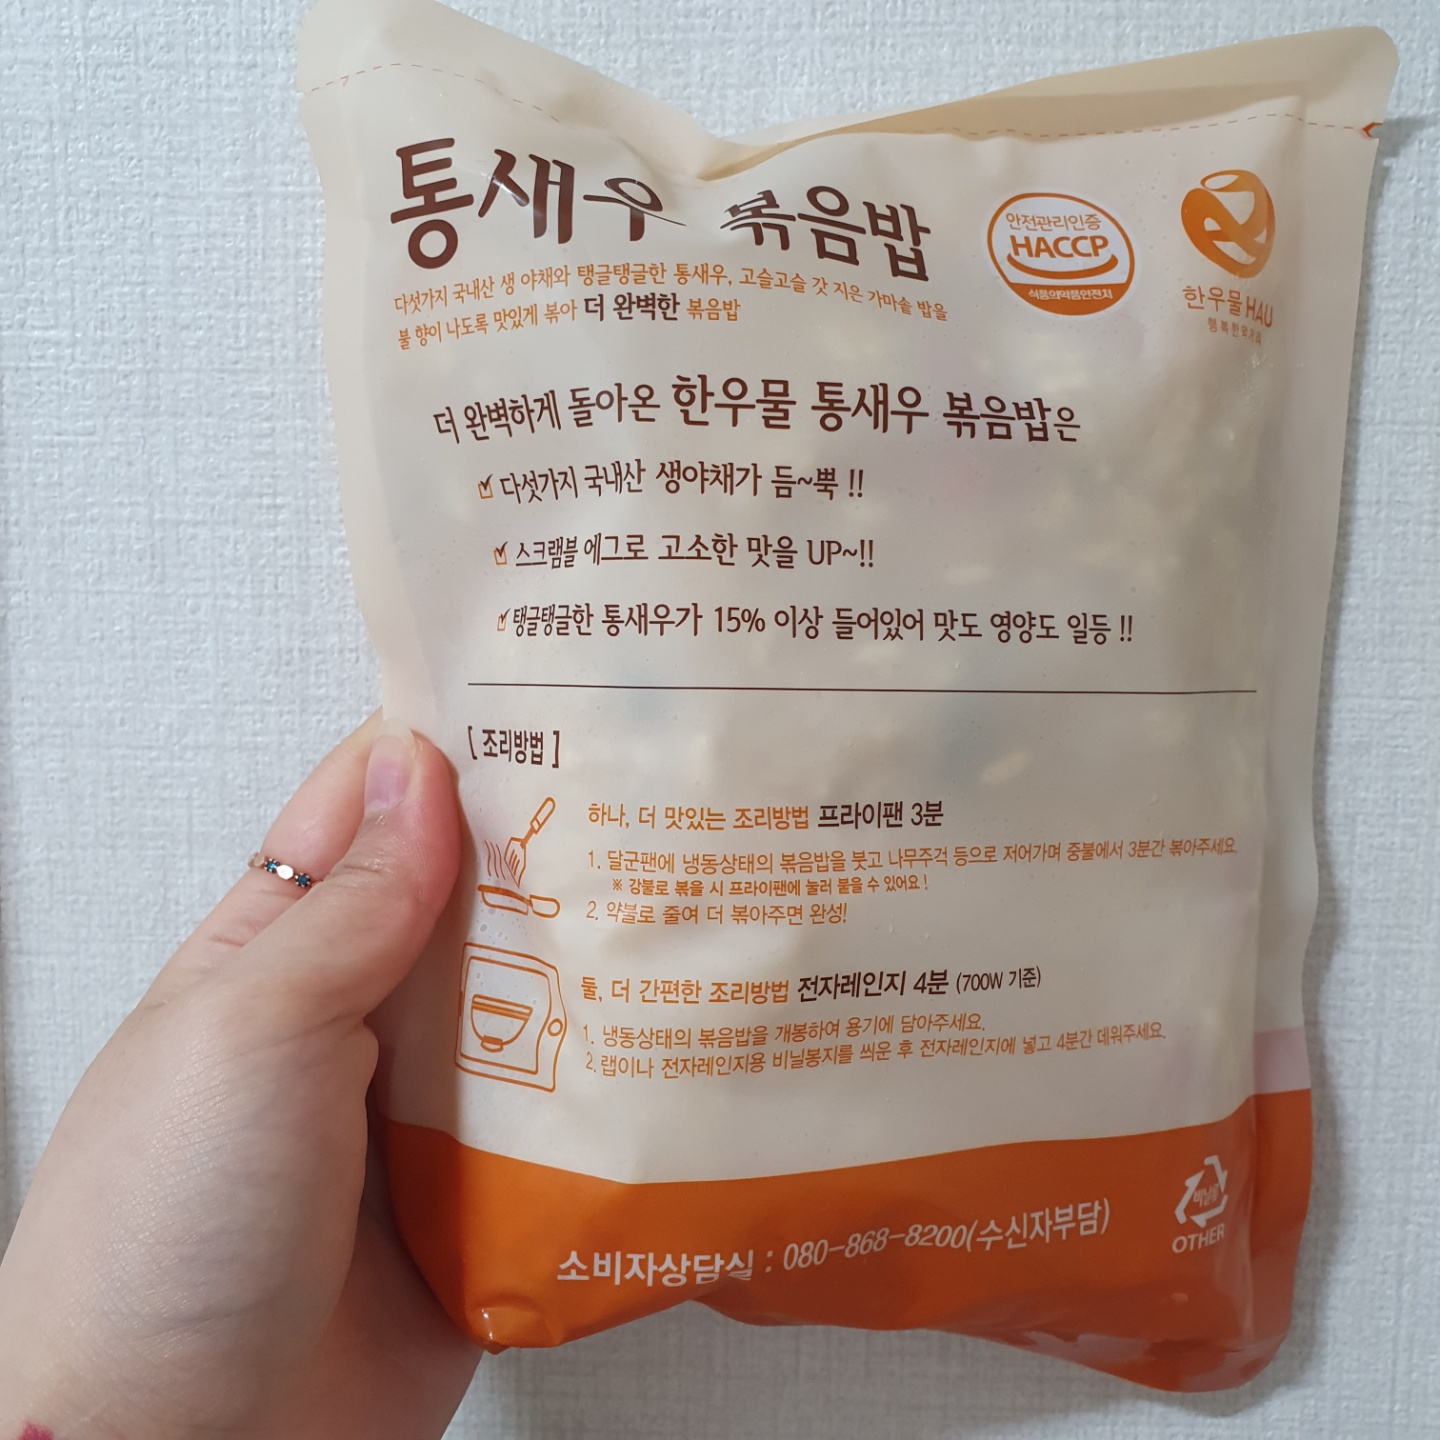 통새우 볶음밥
다섯가지 국내산 생 야채와 탱글탱글한 통새우, 고슬고슬 갓 지은 가마솥 밥을
불 향이 나도록 맛있게 볶아 더 완벽한 볶음밥
안전관리인증
HACCP
식품의약품안전처
한우물 HAU
행복한먹거리
더 완벽하게 돌아온 한우물 통새우 볶음밥은
다섯가지 국내산 생야채가 듬~뿍 !!
스크램블 에그로 고소한 맛을 UP~!!
탱글탱글한 통새우가 15% 이상 들어있어 맛도 영양도 일등 !!
[ 조리방법 ]
하나, 더 맛있는 조리방법 프라이팬 3분
1. 달군팬에 냉동상태의 볶음밥을 붓고 나무주걱 등으로 저어가며 중불에서 3분간 볶아주세요.
※ 강불로 볶을 시 프라이팬에 눌러 붙을 수 있어요!
2. 약불로 줄여 더 볶아주면 완성!
둘, 더 간편한 조리방법 전자레인지 4분 (700W 기준)
1. 냉동상태의 볶음밥을 개봉하여 용기에 담아주세요.
2. 랩이나 전자레인지용 비닐봉지를 씌운 후 전자레인지에 넣고 4분간 데워주세요.
소비자상담실 : 080-868-8200(수신자부담)
비닐류
OTHER